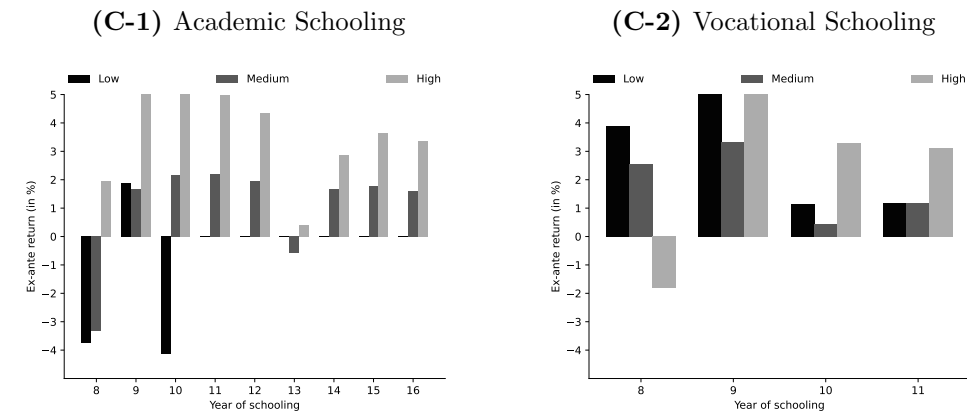 (C-1) Academic Schooling
Low Medium High
5
4
3
2
1
0
−1
−2
−3
−4
Ex-ante return (in %)
8 9 10 11 12 13 14 15 16
Year of schooling
(C-2) Vocational Schooling
Low Medium High
5
4
3
2
1
0
−1
−2
−3
−4
Ex-ante return (in %)
8 9 10 11
Year of schooling